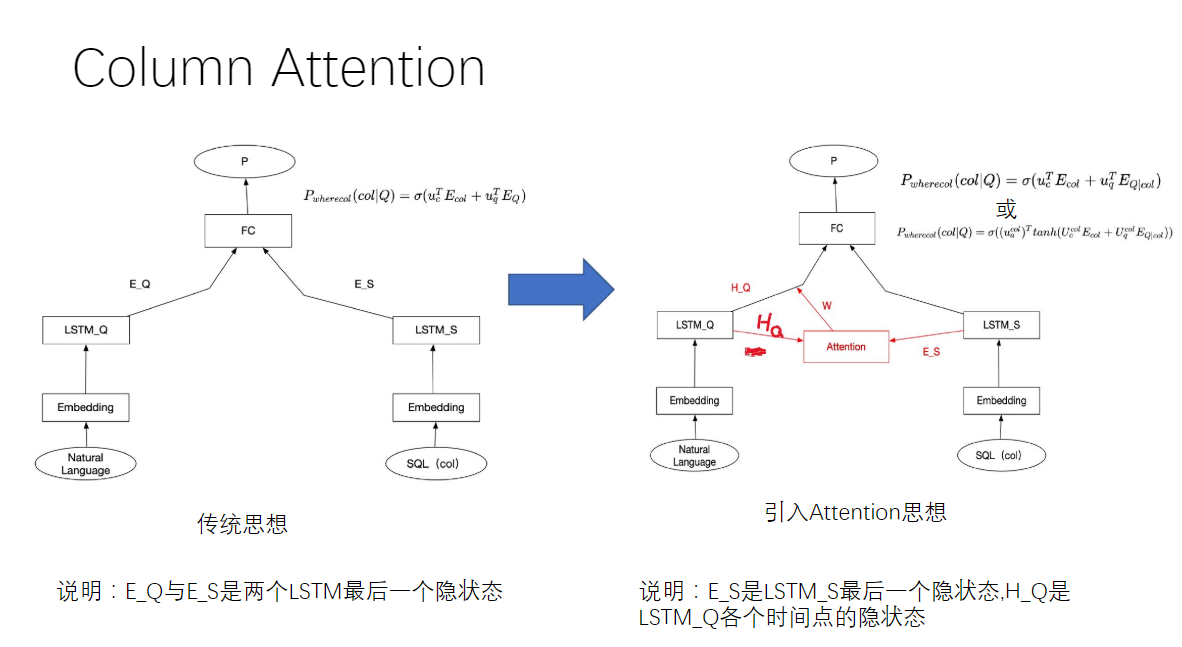 Column Attention
P
P_{wherecol}(col|Q) = σ(u_c^T E_{col} + u_q^T E_Q)
FC
E_Q
E_S
LSTM_Q
LSTM_S
Embedding
Embedding
Natural
Language
SQL（col）
传统思想
说明：E_Q与E_S是两个LSTM最后一个隐状态
P
P_{wherecol}(col|Q) = σ(u_c^T E_{col} + u_q^T E_{Q|col})
或
P_{wherecol}(col|Q) = σ((u_a^{col})^T tanh(U_c^{col} E_{col} + U_q^{col} E_{Q|col}))
FC
H_Q
W
LSTM_Q
H_Q
Attention
E_S
LSTM_S
Embedding
Embedding
Natural
Language
SQL（col）
引入Attention思想
说明：E_S是LSTM_S最后一个隐状态,H_Q是
LSTM_Q各个时间点的隐状态